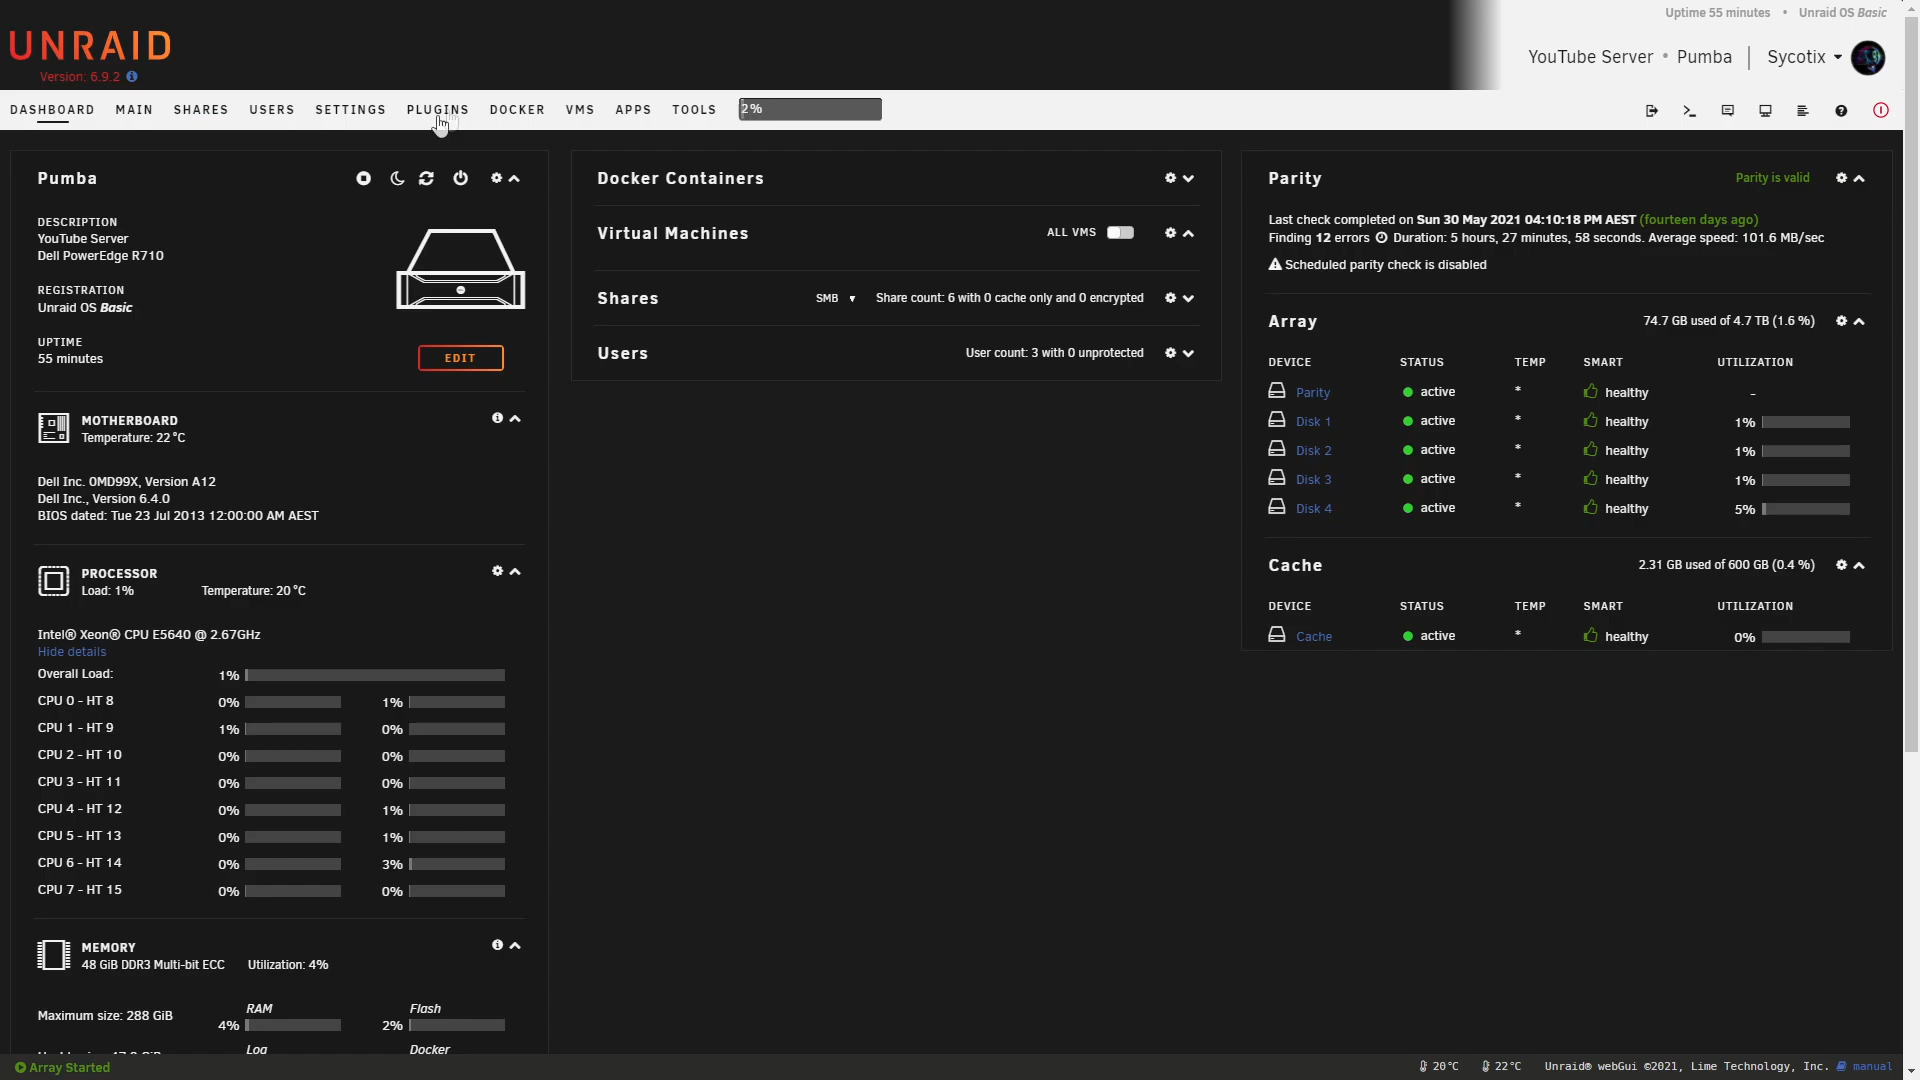 Uptime 55 minutes • Unraid OS Basic
UNRAID
Version: 6.9.2
YouTube Server • Pumba | Sycotix
DASHBOARD MAIN SHARES USERS SETTINGS PLUGINS DOCKER VMS APPS TOOLS 2%
Pumba
DESCRIPTION
YouTube Server
Dell PowerEdge R710
REGISTRATION
Unraid OS Basic
UPTIME
55 minutes
EDIT
MOTHERBOARD
Temperature: 22 °C
Dell Inc. 0MD99X, Version A12
Dell Inc., Version 6.4.0
BIOS dated: Tue 23 Jul 2013 12:00:00 AM AEST
PROCESSOR
Load: 1% Temperature: 20 °C
Intel® Xeon® CPU E5640 @ 2.67GHz
Hide details
Overall Load: 1%
CPU 0 - HT 8 0% 1%
CPU 1 - HT 9 1% 0%
CPU 2 - HT 10 0% 0%
CPU 3 - HT 11 0% 0%
CPU 4 - HT 12 0% 1%
CPU 5 - HT 13 0% 1%
CPU 6 - HT 14 0% 3%
CPU 7 - HT 15 0% 0%
MEMORY
48 GiB DDR3 Multi-bit ECC Utilization: 4%
RAM Flash
Maximum size: 288 GiB
4% 2%
Log Docker
Docker Containers
Virtual Machines ALL VMS
Shares SMB Share count: 6 with 0 cache only and 0 encrypted
Users User count: 3 with 0 unprotected
Parity Parity is valid
Last check completed on Sun 30 May 2021 04:10:18 PM AEST (fourteen days ago)
Finding 12 errors Duration: 5 hours, 27 minutes, 58 seconds. Average speed: 101.6 MB/sec
Scheduled parity check is disabled
Array 74.7 GB used of 4.7 TB (1.6 %)
DEVICE STATUS TEMP SMART UTILIZATION
Parity active * healthy -
Disk 1 active * healthy 1%
Disk 2 active * healthy 1%
Disk 3 active * healthy 1%
Disk 4 active * healthy 5%
Cache 2.31 GB used of 600 GB (0.4 %)
DEVICE STATUS TEMP SMART UTILIZATION
Cache active * healthy 0%
Array Started
20°C 22°C Unraid® webGui ©2021, Lime Technology, Inc. manual